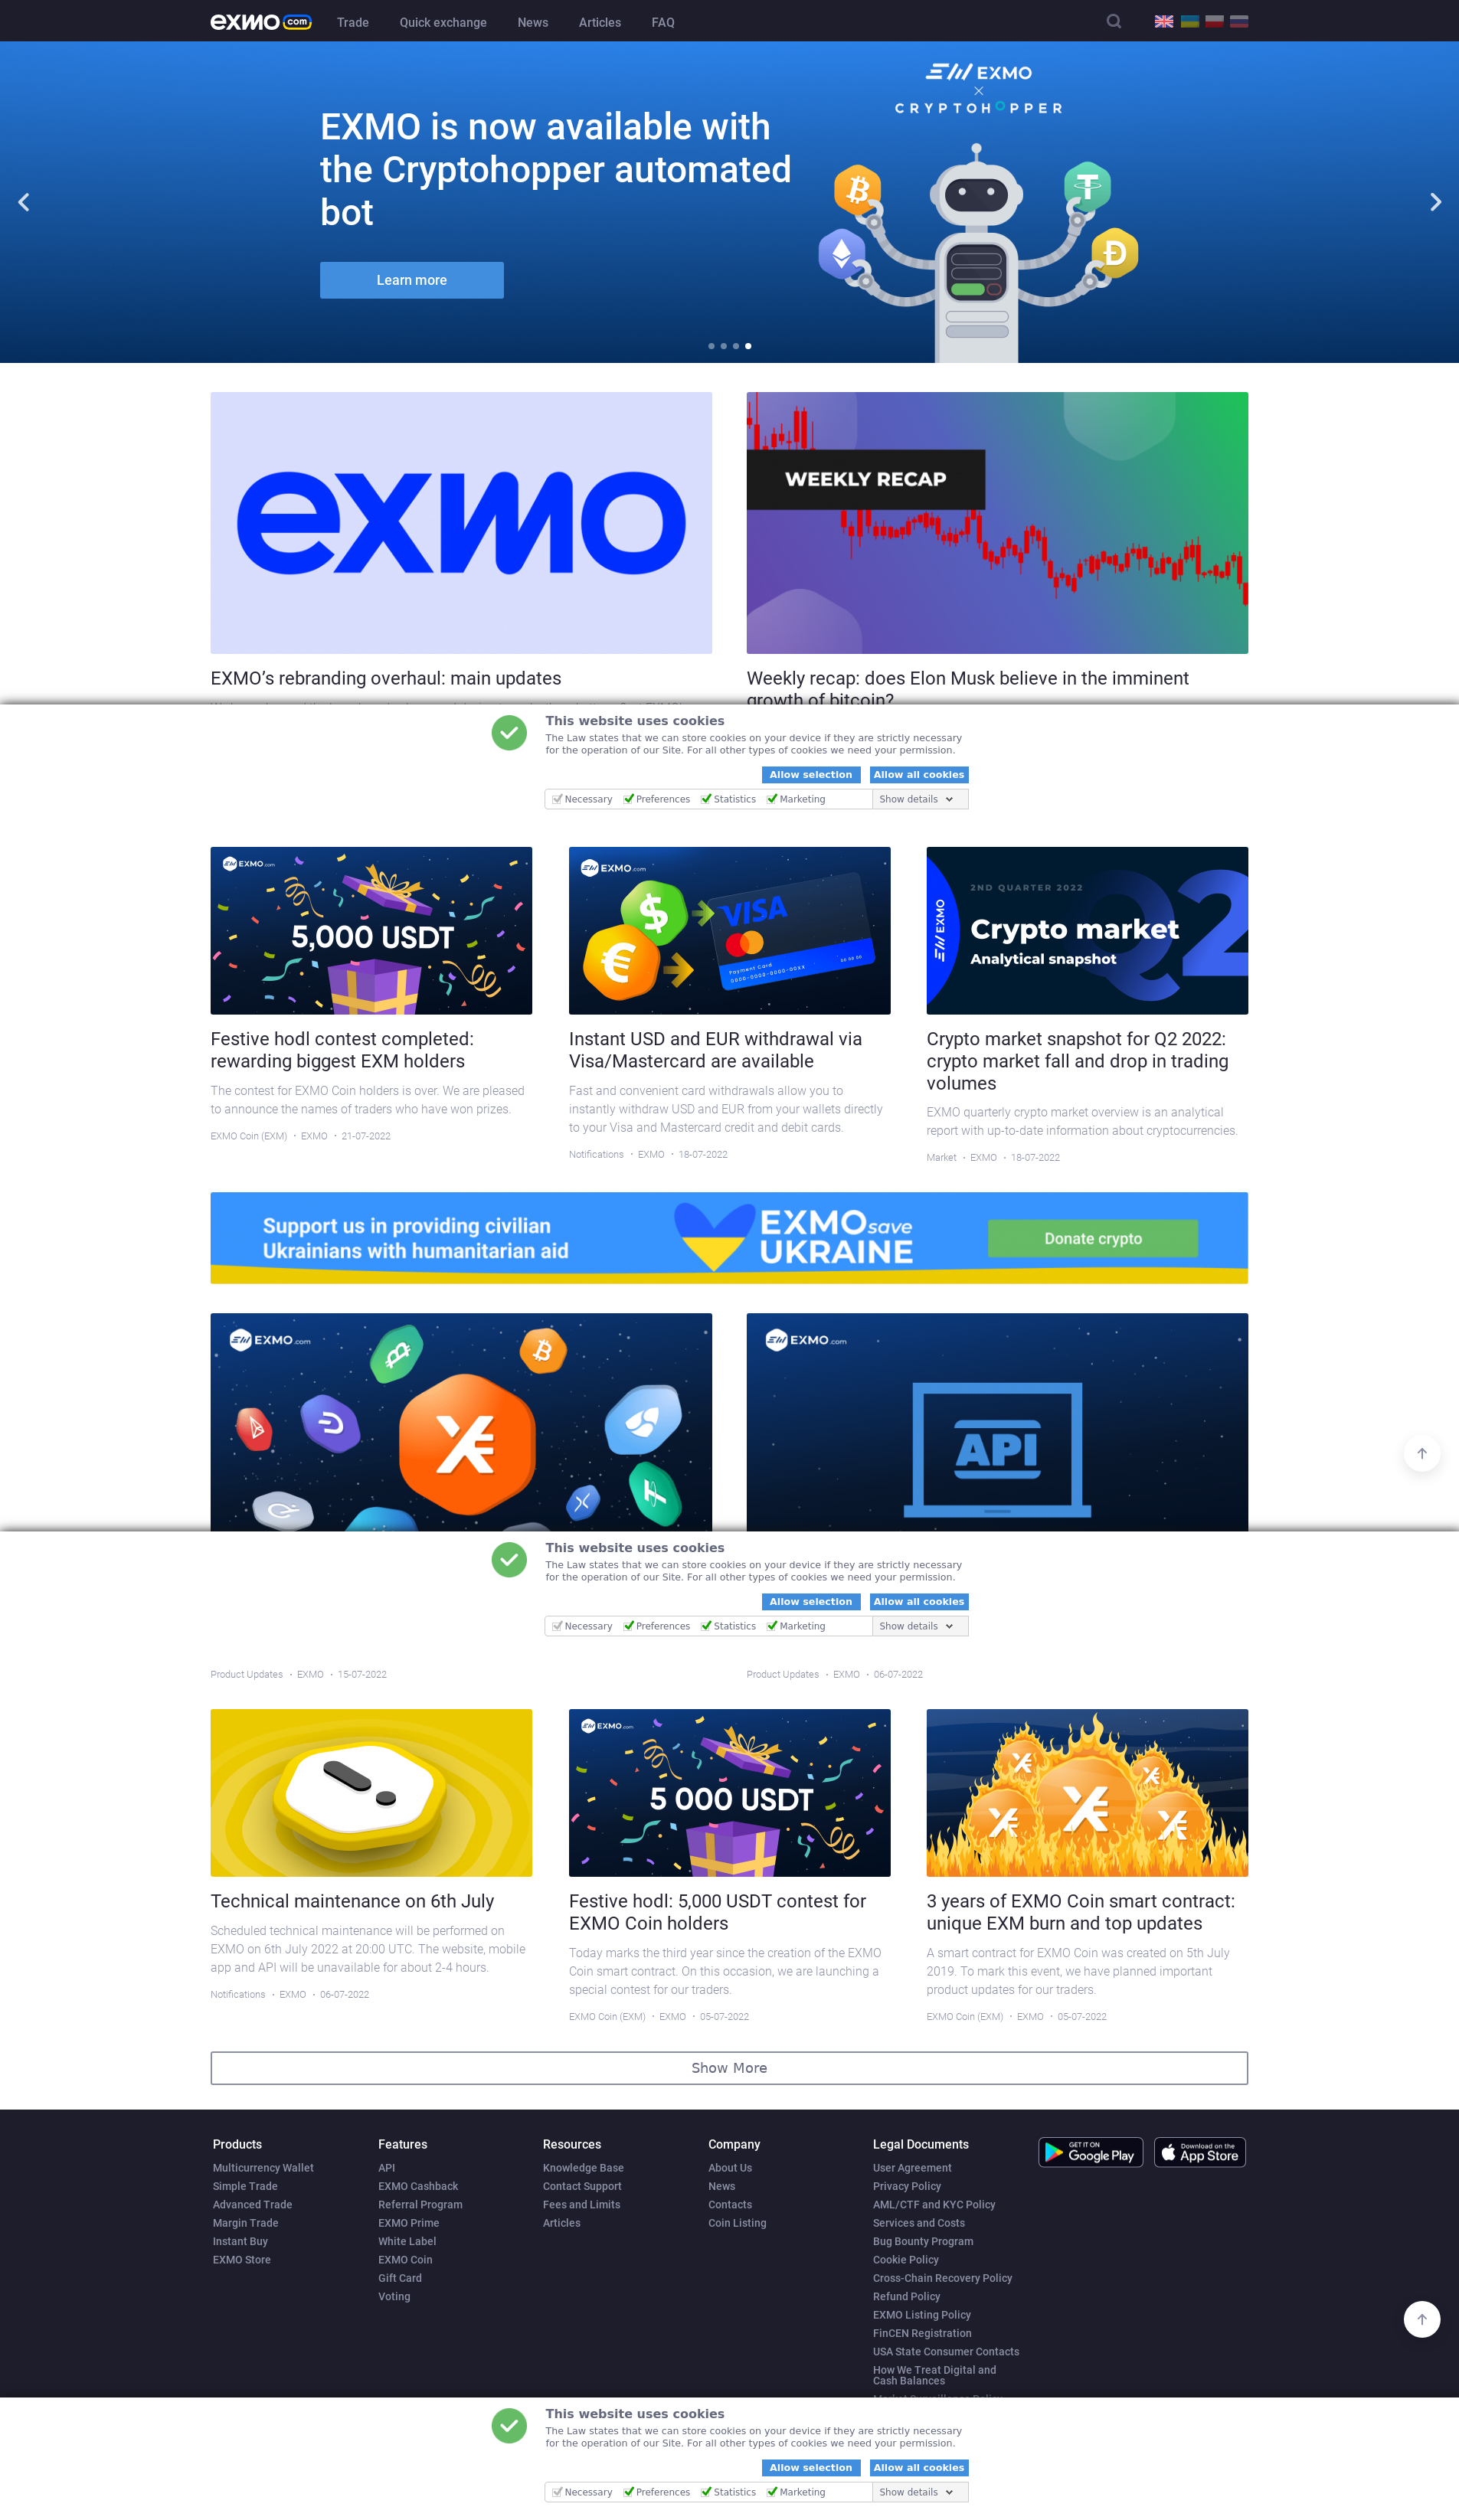 exmo com
Trade
Quick exchange
News
Articles
FAQ
EXMO
×
CRYPTOHOPPER
EXMO is now available with
the Cryptohopper automated
bot
Learn more
exmo
WEEKLY RECAP
EXMO’s rebranding overhaul: main updates
Weekly recap: does Elon Musk believe in the imminent
growth of bitcoin?
This website uses cookies
The Law states that we can store cookies on your device if they are strictly necessary
for the operation of our Site. For all other types of cookies we need your permission.
Allow selection
Allow all cookies
Necessary
Preferences
Statistics
Marketing
Show details
EXMO.com
5,000 USDT
EXMO.com
VISA
Payment Card
0000-0000-0000-00XX
00 00 00
EXMO
2ND QUARTER 2022
Q2
Crypto market
Analytical snapshot
Festive hodl contest completed:
rewarding biggest EXM holders
The contest for EXMO Coin holders is over. We are pleased
to announce the names of traders who have won prizes.
EXMO Coin (EXM) • EXMO • 21-07-2022
Instant USD and EUR withdrawal via
Visa/Mastercard are available
Fast and convenient card withdrawals allow you to
instantly withdraw USD and EUR from your wallets directly
to your Visa and Mastercard credit and debit cards.
Notifications • EXMO • 18-07-2022
Crypto market snapshot for Q2 2022:
crypto market fall and drop in trading
volumes
EXMO quarterly crypto market overview is an analytical
report with up-to-date information about cryptocurrencies.
Market • EXMO • 18-07-2022
Support us in providing civilian
Ukrainians with humanitarian aid
EXMO save
UKRAINE
Donate crypto
EXMO.com
EXMO.com
API
This website uses cookies
The Law states that we can store cookies on your device if they are strictly necessary
for the operation of our Site. For all other types of cookies we need your permission.
Allow selection
Allow all cookies
Necessary
Preferences
Statistics
Marketing
Show details
Product Updates • EXMO • 15-07-2022
Product Updates • EXMO • 06-07-2022
EXMO.com
5 000 USDT
Technical maintenance on 6th July
Scheduled technical maintenance will be performed on
EXMO on 6th July 2022 at 20:00 UTC. The website, mobile
app and API will be unavailable for about 2-4 hours.
Notifications • EXMO • 06-07-2022
Festive hodl: 5,000 USDT contest for
EXMO Coin holders
Today marks the third year since the creation of the EXMO
Coin smart contract. On this occasion, we are launching a
special contest for our traders.
EXMO Coin (EXM) • EXMO • 05-07-2022
3 years of EXMO Coin smart contract:
unique EXM burn and top updates
A smart contract for EXMO Coin was created on 5th July
2019. To mark this event, we have planned important
product updates for our traders.
EXMO Coin (EXM) • EXMO • 05-07-2022
Show More
Products
Multicurrency Wallet
Simple Trade
Advanced Trade
Margin Trade
Instant Buy
EXMO Store
Features
API
EXMO Cashback
Referral Program
EXMO Prime
White Label
EXMO Coin
Gift Card
Voting
Resources
Knowledge Base
Contact Support
Fees and Limits
Articles
Company
About Us
News
Contacts
Coin Listing
Legal Documents
User Agreement
Privacy Policy
AML/CTF and KYC Policy
Services and Costs
Bug Bounty Program
Cookie Policy
Cross-Chain Recovery Policy
Refund Policy
EXMO Listing Policy
FinCEN Registration
USA State Consumer Contacts
How We Treat Digital and
Cash Balances
GET IT ON
Google Play
Download on the
App Store
This website uses cookies
The Law states that we can store cookies on your device if they are strictly necessary
for the operation of our Site. For all other types of cookies we need your permission.
Allow selection
Allow all cookies
Necessary
Preferences
Statistics
Marketing
Show details